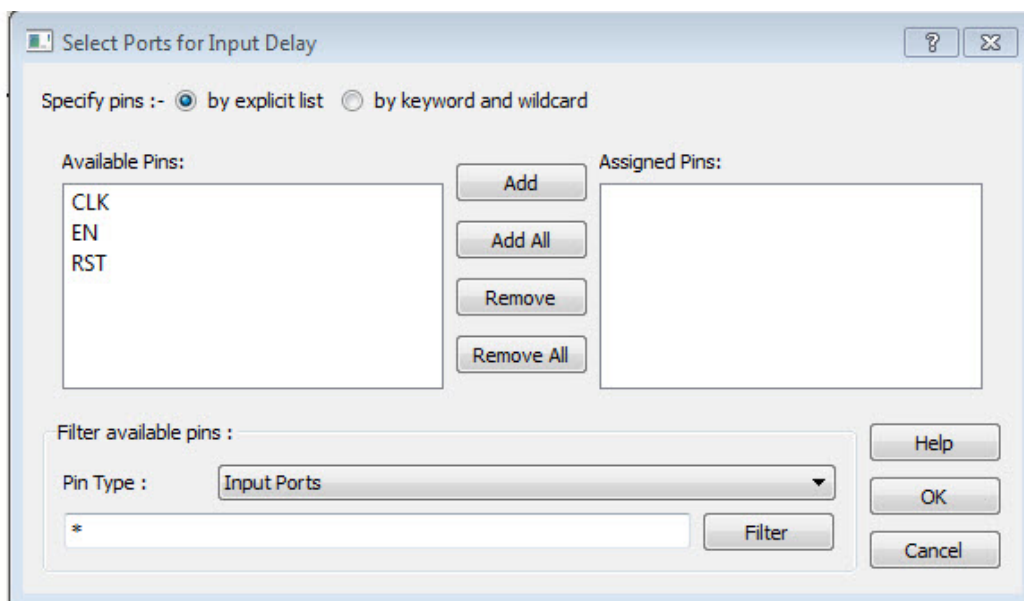 Select Ports for Input Delay
Specify pins :- by explicit list by keyword and wildcard
Available Pins:
CLK
EN
RST
Add
Add All
Remove
Remove All
Assigned Pins:
Filter available pins :
Pin Type : Input Ports
*
Filter
Help
OK
Cancel